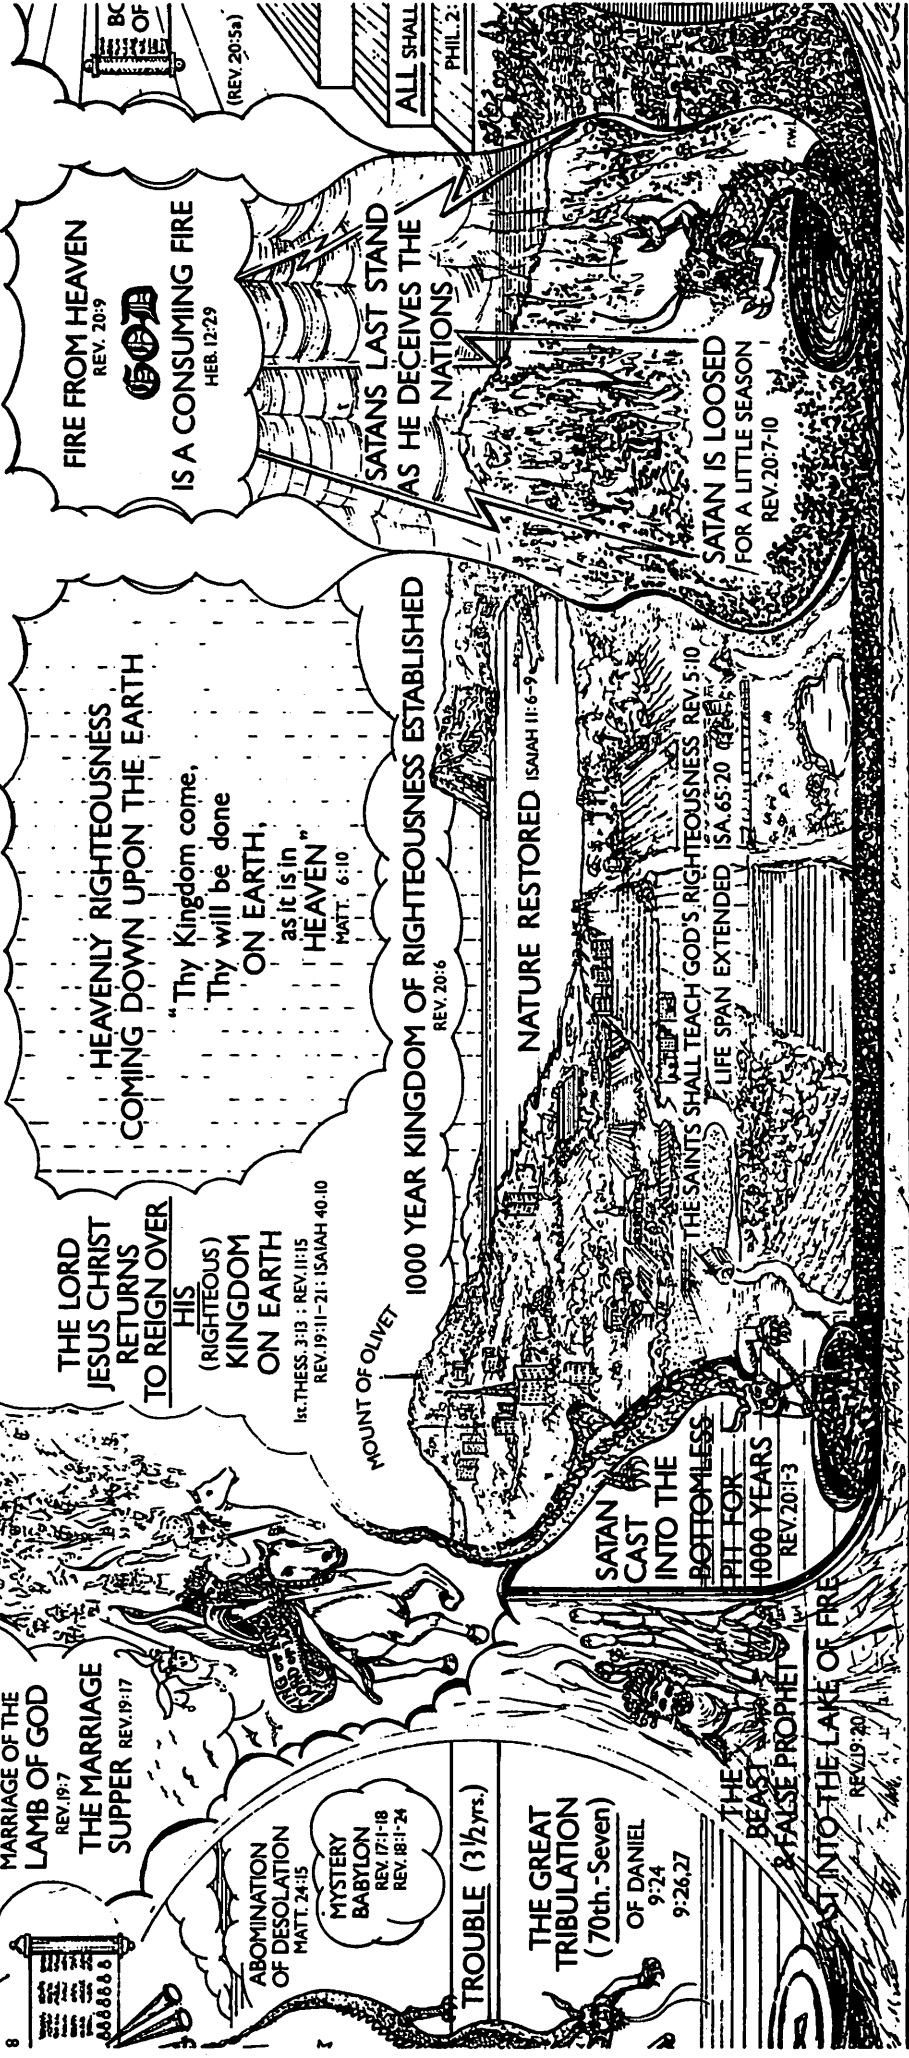 8
MARRIAGE OF THE
LAMB OF GOD
REV. 19:7
THE MARRIAGE
SUPPER REV. 19:17
ABOMINATION
OF DESOLATION
MATT. 24:15
MYSTERY
BABYLON
REV. 17:1-18
REV. 18:1-24
TROUBLE (3½yrs.)
THE GREAT
TRIBULATION
(70th.-Seven)
OF DANIEL
9:24
9:26,27
THE
BEAST
& FALSE PROPHET
CAST INTO THE LAKE OF FIRE
REV. 19:20
KING OF
THE LORD
JESUS CHRIST
RETURNS
TO REIGN OVER
HIS
(RIGHTEOUS)
KINGDOM
ON EARTH
1st. THESS. 3:13 : REV. 11:15
REV. 19:11-21 : ISAIAH 40:10
MOUNT OF OLIVET
SATAN
CAST
INTO THE
BOTTOMLESS
PIT FOR
1000 YEARS
REV. 20:1-3
HEAVENLY RIGHTEOUSNESS
COMING DOWN UPON THE EARTH
"Thy Kingdom come,
Thy will be done
ON EARTH,
as it is in
HEAVEN"
MATT. 6:10
1000 YEAR KINGDOM OF RIGHTEOUSNESS ESTABLISHED
REV. 20:6
NATURE RESTORED ISAIAH 11:6-9
THE SAINTS SHALL TEACH GOD'S RIGHTEOUSNESS REV. 5:10
LIFE SPAN EXTENDED ISA. 65:20
FIRE FROM HEAVEN
REV. 20:9
GOD
IS A CONSUMING FIRE
HEB. 12:29
SATANS LAST STAND
AS HE DECEIVES THE
NATIONS
SATAN IS LOOSED
FOR A LITTLE SEASON
REV. 20:7-10
F.W.L.
BO
OF
(REV. 20:5a)
ALL SHALL
PHIL. 2: